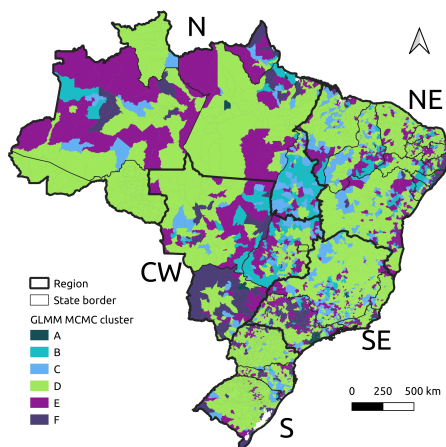 N
NE
CW
SE
S
Region
State border
GLMM MCMC cluster
A
B
C
D
E
F
0 250 500 km